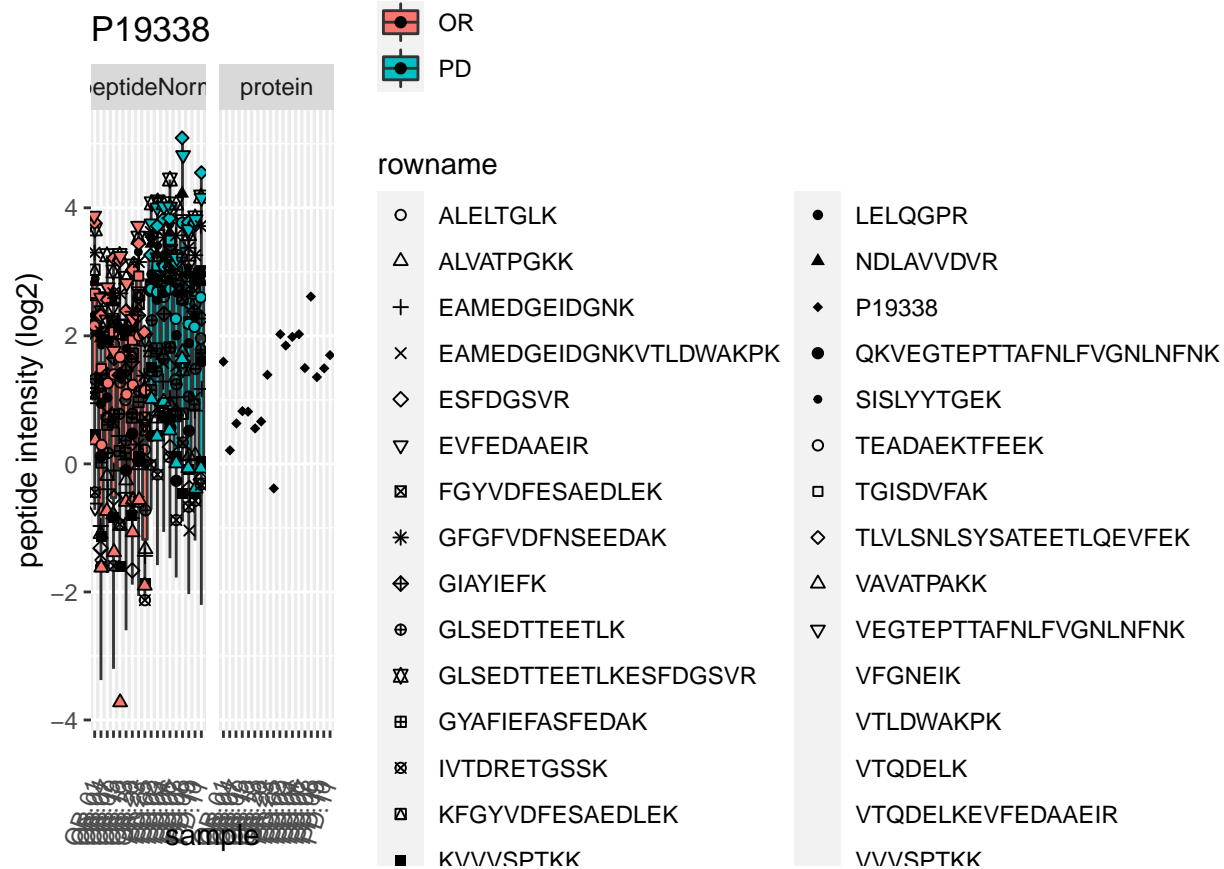 P19338
OR
PD
eptideNorn
protein
peptide intensity (log2)
4
2
0
−2
−4
sample
rowname
ALELTGLK
ALVATPGKK
EAMEDGEIDGNK
EAMEDGEIDGNKVTLDWAKPK
ESFDGSVR
EVFEDAAEIR
FGYVDFESAEDLEK
GFGFVDFNSEEDAK
GIAYIEFK
GLSEDTTEETLK
GLSEDTTEETLKESFDGSVR
GYAFIEFASFEDAK
IVTDRETGSSK
KFGYVDFESAEDLEK
KVVVSPTKK
LELQGPR
NDLAVVDVR
P19338
QKVEGTEPTTAFNLFVGNLNFNK
SISLYYTGEK
TEADAEKTFEEK
TGISDVFAK
TLVLSNLSYSATEETLQEVFEK
VAVATPAKK
VEGTEPTTAFNLFVGNLNFNK
VFGNEIK
VTLDWAKPK
VTQDELK
VTQDELKEVFEDAAEIR
VVVSPTKK